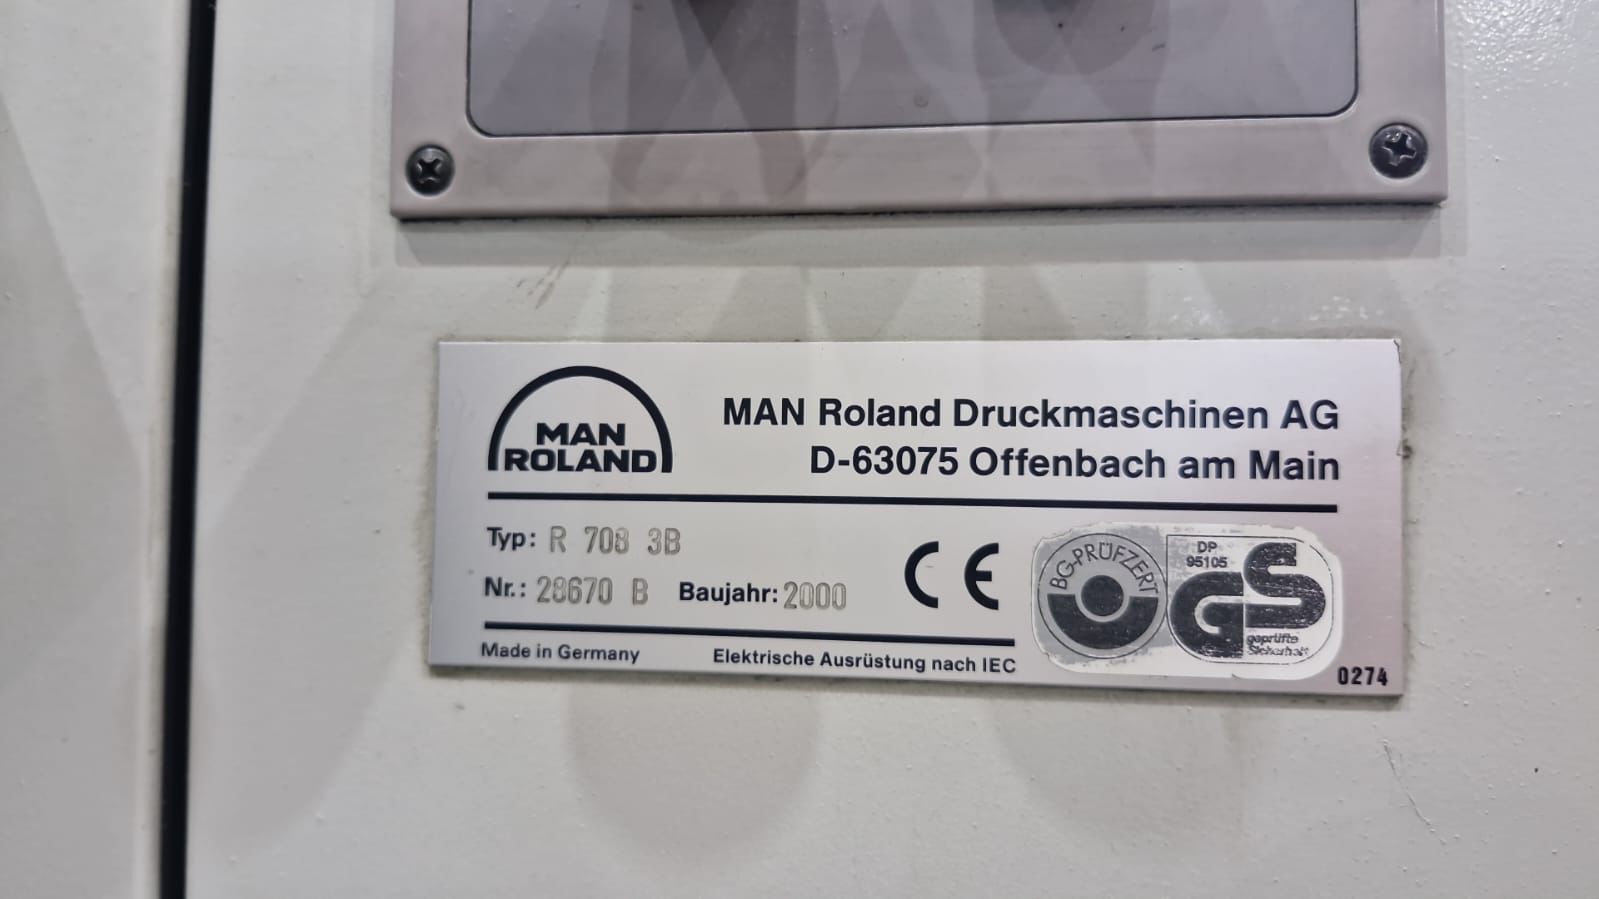 MAN
ROLAND
MAN Roland Druckmaschinen AG
D-63075 Offenbach am Main
Typ: R 708 3B
Nr.: 28670 B Baujahr: 2000
CE
BG-PRÜFZERT
DP
95105
GS
geprüfte
Sicherheit
Made in Germany
Elektrische Ausrüstung nach IEC
0274